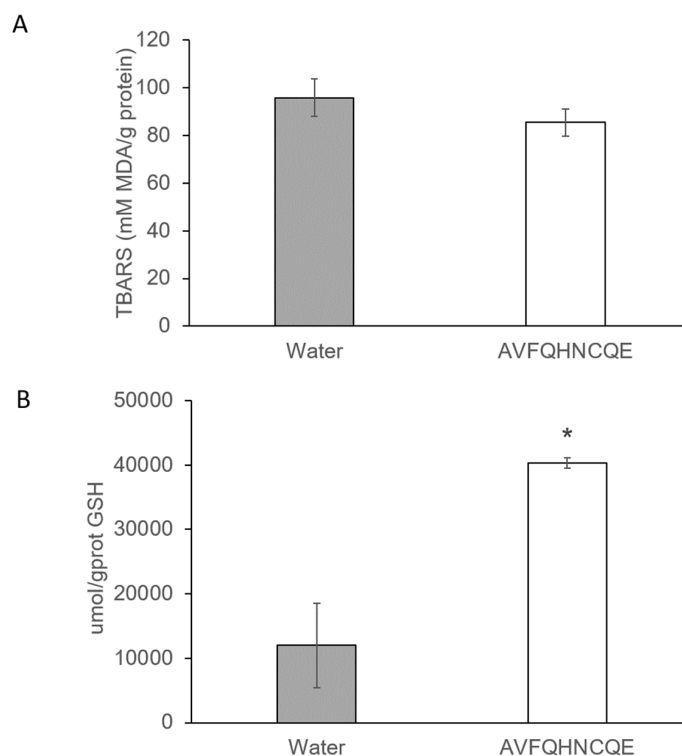 A
TBARS (mM MDA/g protein)
120
100
80
60
40
20
0
Water AVFQHNCQE
B
umol/gprot GSH
50000
40000
30000
20000
10000
0
*
Water AVFQHNCQE